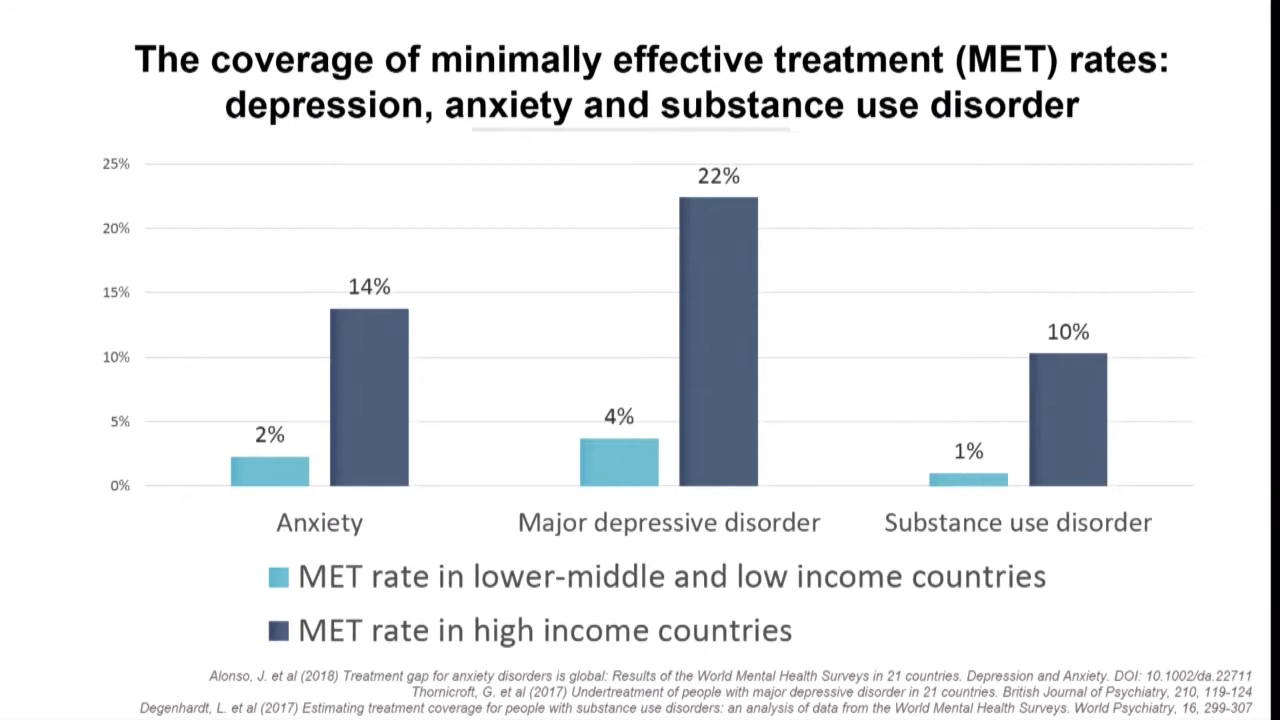 The coverage of minimally effective treatment (MET) rates:
depression, anxiety and substance use disorder
25%
20%
15%
10%
5%
0%
2%
14%
4%
22%
1%
10%
Anxiety
Major depressive disorder
Substance use disorder
MET rate in lower-middle and low income countries
MET rate in high income countries
Alonso, J. et al (2018) Treatment gap for anxiety disorders is global: Results of the World Mental Health Surveys in 21 countries. Depression and Anxiety. DOI: 10.1002/da.22711
Thornicroft, G. et al (2017) Undertreatment of people with major depressive disorder in 21 countries. British Journal of Psychiatry, 210, 119-124
Degenhardt, L. et al (2017) Estimating treatment coverage for people with substance use disorders: an analysis of data from the World Mental Health Surveys. World Psychiatry, 16, 299-307